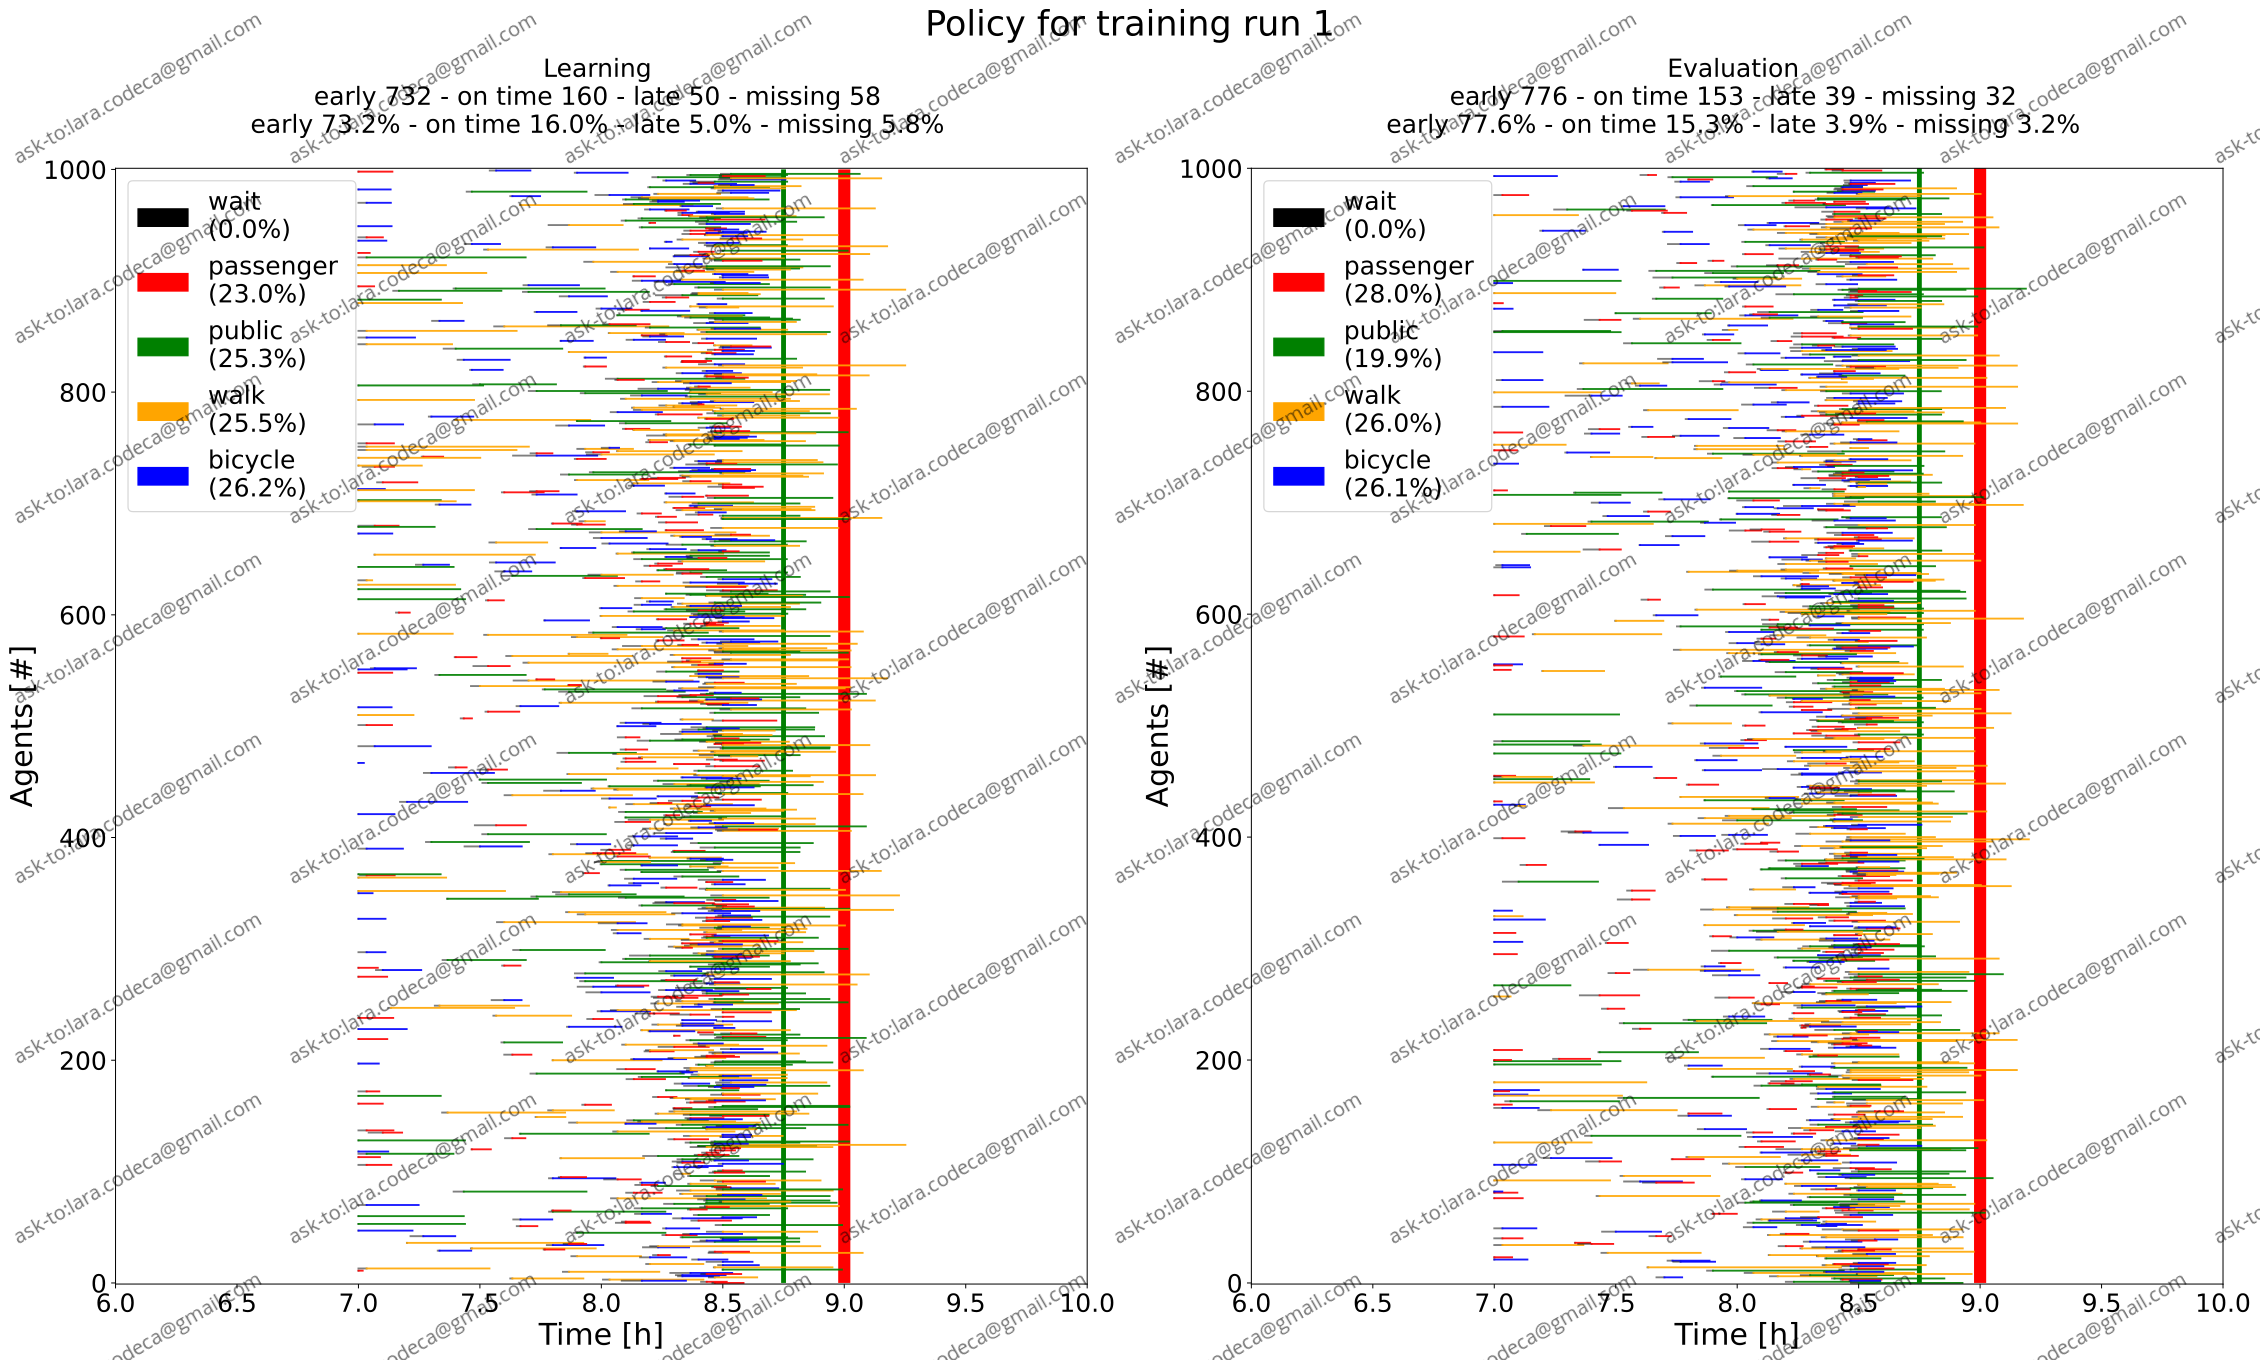 Policy for training run 1
Learning
early 732 - on time 160 - late 50 - missing 58
early 73.2% - on time 16.0% - late 5.0% - missing 5.8%
1000
800
600
400
200
0
Agents [#]
wait
(0.0%)
passenger
(23.0%)
public
(25.3%)
walk
(25.5%)
bicycle
(26.2%)
6.0 6.5 7.0 7.5 8.0 8.5 9.0 9.5 10.0
Time [h]
Evaluation
early 776 - on time 153 - late 39 - missing 32
early 77.6% - on time 15.3% - late 3.9% - missing 3.2%
1000
800
600
400
200
0
Agents [#]
wait
(0.0%)
passenger
(28.0%)
public
(19.9%)
walk
(26.0%)
bicycle
(26.1%)
6.0 6.5 7.0 7.5 8.0 8.5 9.0 9.5 10.0
Time [h]
ask-to:lara.codeca@gmail.com